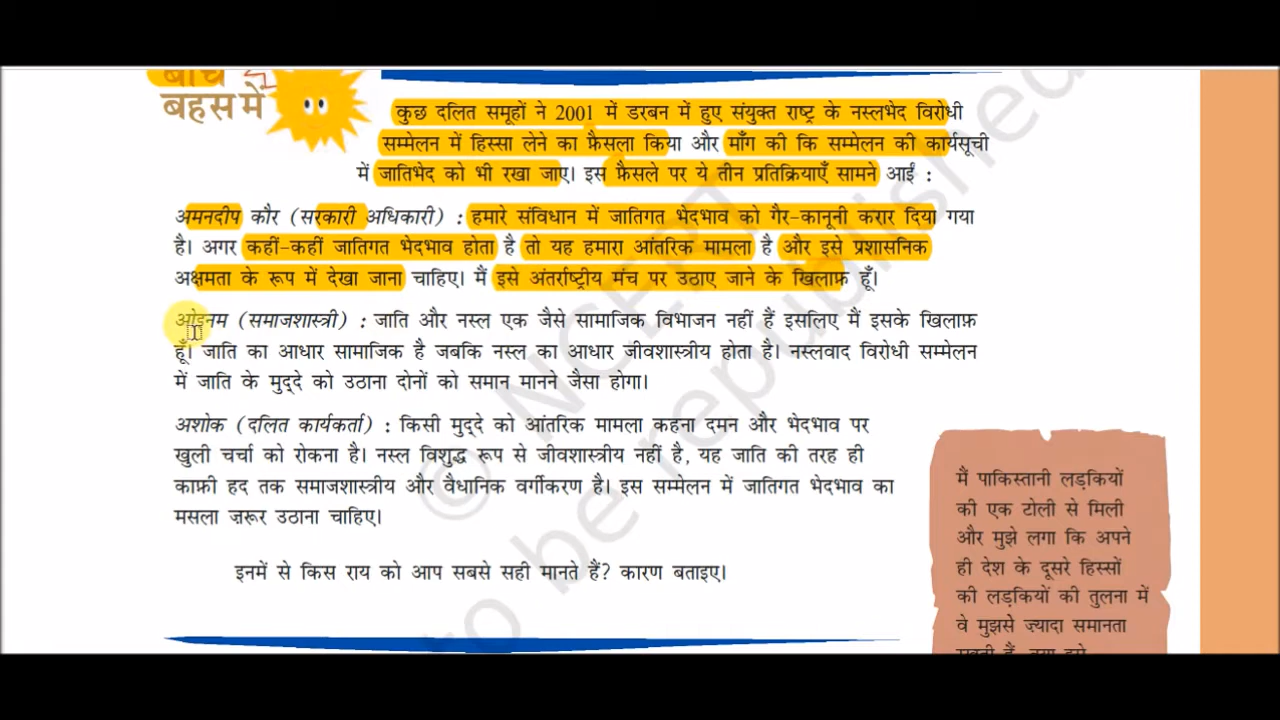 बीच
बहस में
कुछ दलित समूहों ने 2001 में डरबन में हुए संयुक्त राष्ट्र के नस्लभेद विरोधी
सम्मेलन में हिस्सा लेने का फ़ैसला किया और माँग की कि सम्मेलन की कार्यसूची
में जातिभेद को भी रखा जाए। इस फ़ैसले पर ये तीन प्रतिक्रियाएँ सामने आईं :
अमनदीप कौर (सरकारी अधिकारी) : हमारे संविधान में जातिगत भेदभाव को गैर-कानूनी करार दिया गया
है। अगर कहीं-कहीं जातिगत भेदभाव होता है तो यह हमारा आंतरिक मामला है और इसे प्रशासनिक
अक्षमता के रूप में देखा जाना चाहिए। मैं इसे अंतर्राष्ट्रीय मंच पर उठाए जाने के खिलाफ़ हूँ।
ओइनम (समाजशास्त्री) : जाति और नस्ल एक जैसे सामाजिक विभाजन नहीं हैं इसलिए मैं इसके खिलाफ़
हूँ। जाति का आधार सामाजिक है जबकि नस्ल का आधार जीवशास्त्रीय होता है। नस्लवाद विरोधी सम्मेलन
में जाति के मुद्दे को उठाना दोनों को समान मानने जैसा होगा।
अशोक (दलित कार्यकर्ता) : किसी मुद्दे को आंतरिक मामला कहना दमन और भेदभाव पर
खुली चर्चा को रोकना है। नस्ल विशुद्ध रूप से जीवशास्त्रीय नहीं है, यह जाति की तरह ही
काफ़ी हद तक समाजशास्त्रीय और वैधानिक वर्गीकरण है। इस सम्मेलन में जातिगत भेदभाव का
मसला ज़रूर उठाना चाहिए।
इनमें से किस राय को आप सबसे सही मानते हैं? कारण बताइए।
मैं पाकिस्तानी लड़कियों
की एक टोली से मिली
और मुझे लगा कि अपने
ही देश के दूसरे हिस्सों
की लड़कियों की तुलना में
वे मुझसे ज़्यादा समानता
© NCERT
to be republished